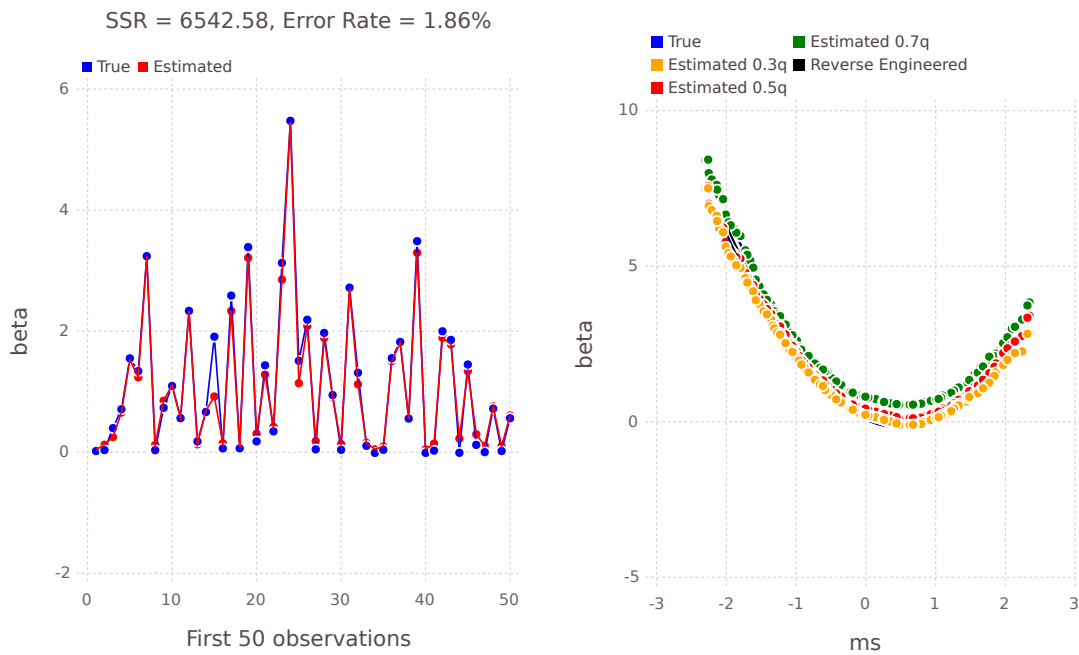 SSR = 6542.58, Error Rate = 1.86%
True Estimated
6
4
2
0
-2
beta
0 10 20 30 40 50
First 50 observations
True Estimated 0.7q
Estimated 0.3q Reverse Engineered
Estimated 0.5q
10
5
0
-5
beta
-3 -2 -1 0 1 2 3
ms